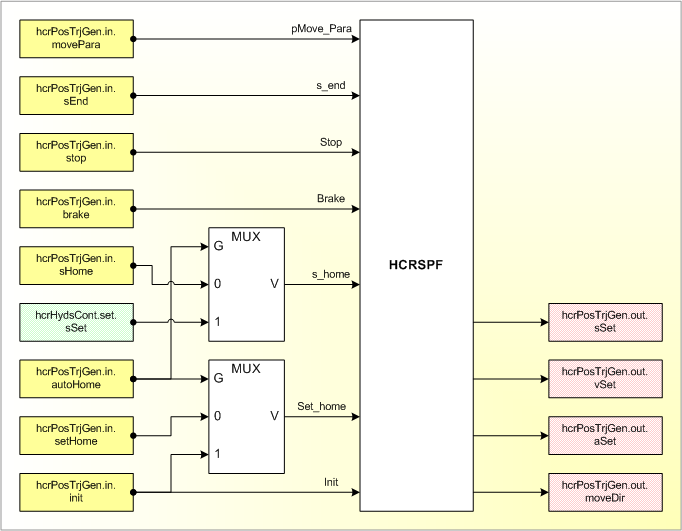 hcrPosTrjGen.in.
movePara
pMove_Para
hcrPosTrjGen.in.
sEnd
s_end
hcrPosTrjGen.in.
stop
Stop
hcrPosTrjGen.in.
brake
Brake
hcrPosTrjGen.in.
sHome
hcrHydsCont.set.
sSet
MUX
G
0
1
V
s_home
hcrPosTrjGen.in.
autoHome
hcrPosTrjGen.in.
setHome
MUX
G
0
1
V
Set_home
hcrPosTrjGen.in.
init
Init
HCRSPF
hcrPosTrjGen.out.
sSet
hcrPosTrjGen.out.
vSet
hcrPosTrjGen.out.
aSet
hcrPosTrjGen.out.
moveDir